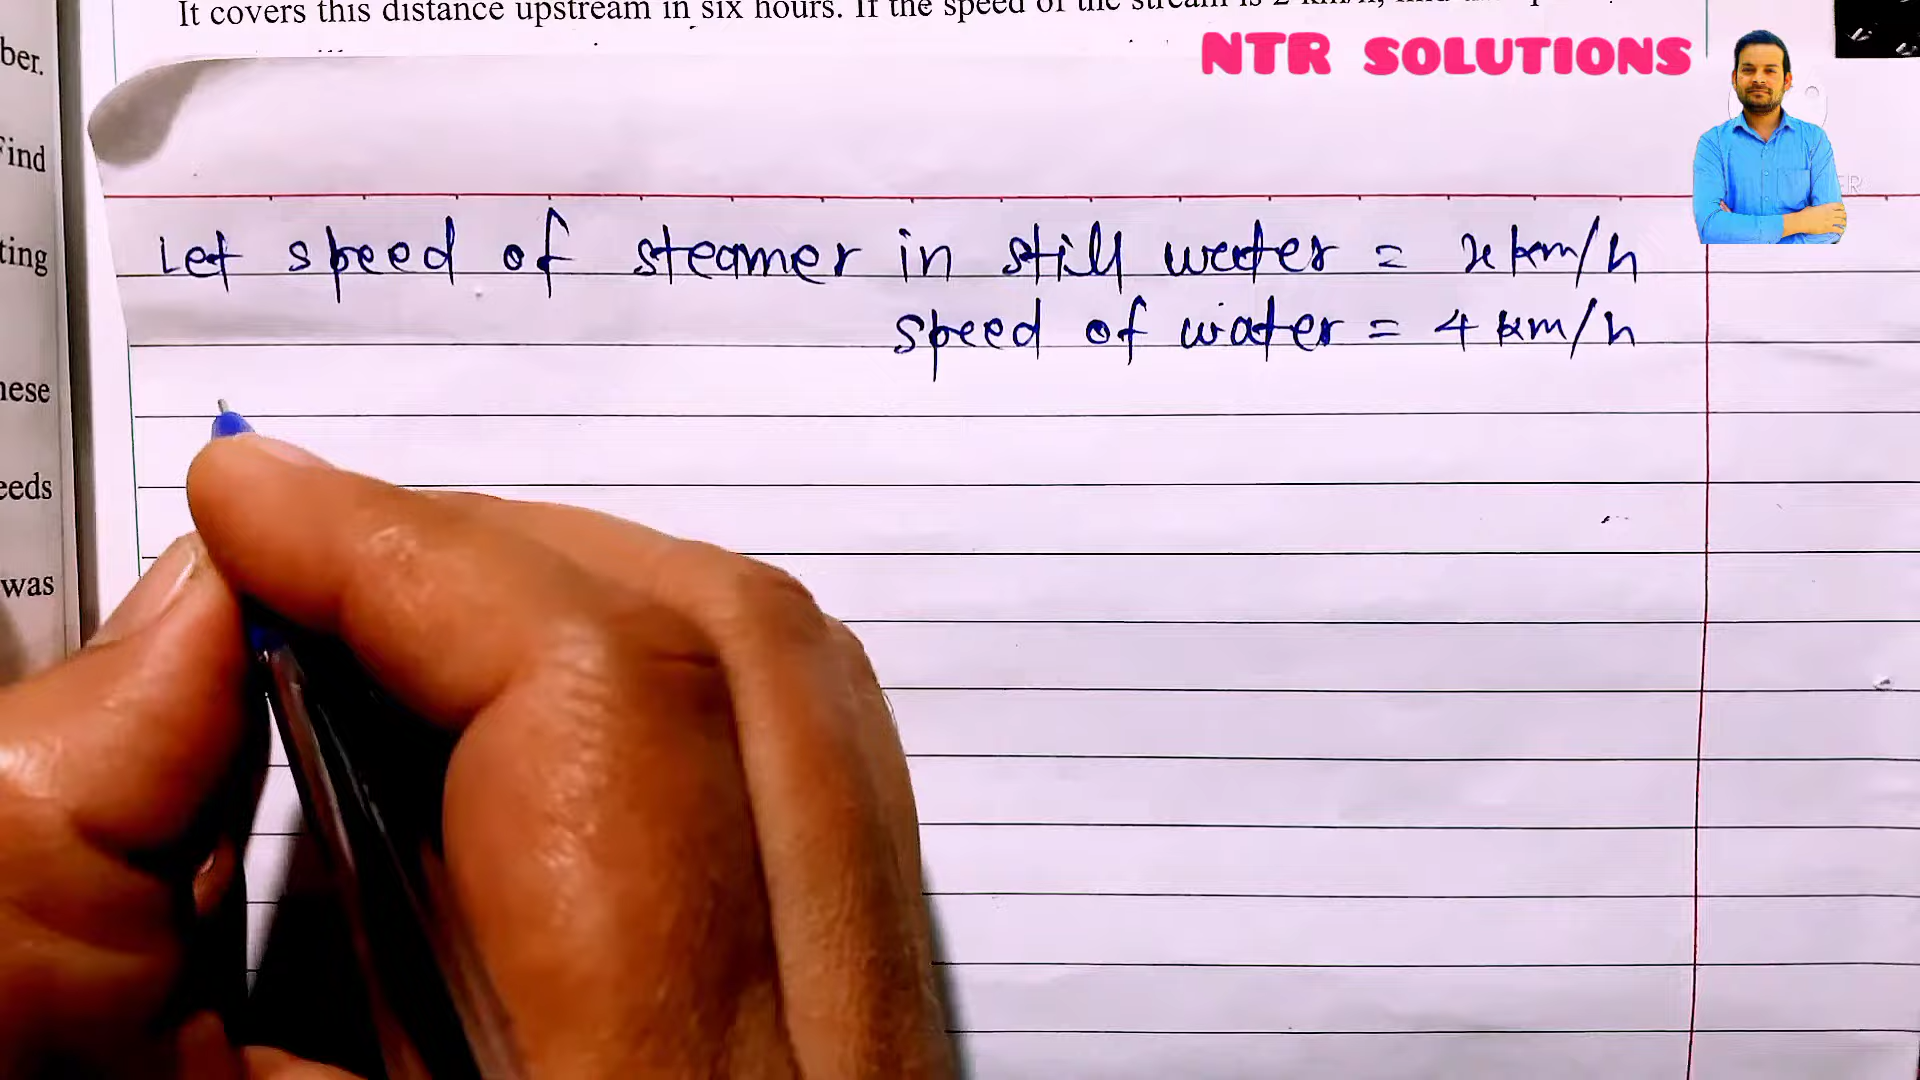 It covers this distance upstream in six hours. If the speed of the stream is 2 km/h, find
NTR SOLUTIONS
ber.
Find
ting
hese
eeds
was
Let speed of steamer in still water = x km/h
speed of water = 4 km/h